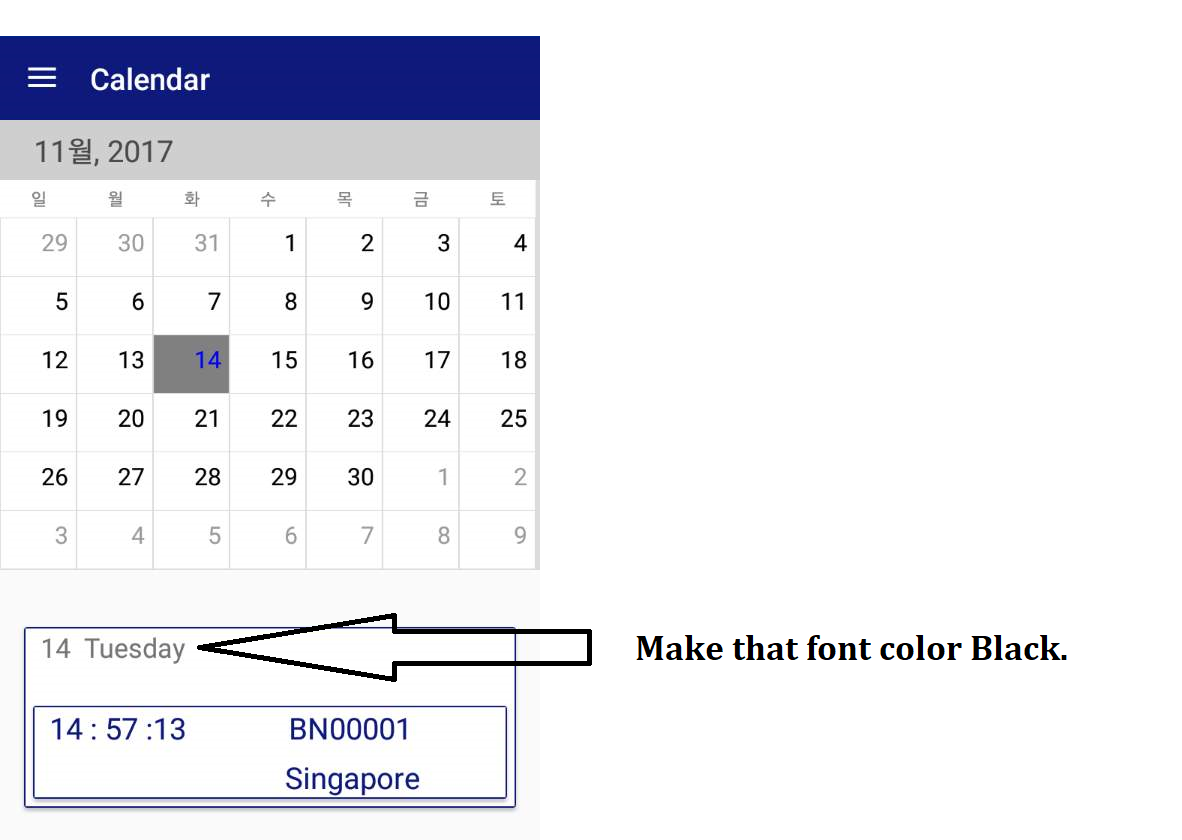 Calendar
11월, 2017
일 월 화 수 목 금 토
29 30 31 1 2 3 4
5 6 7 8 9 10 11
12 13 14 15 16 17 18
19 20 21 22 23 24 25
26 27 28 29 30 1 2
3 4 5 6 7 8 9
14 Tuesday
Make that font color Black.
14 : 57 :13 BN00001
Singapore